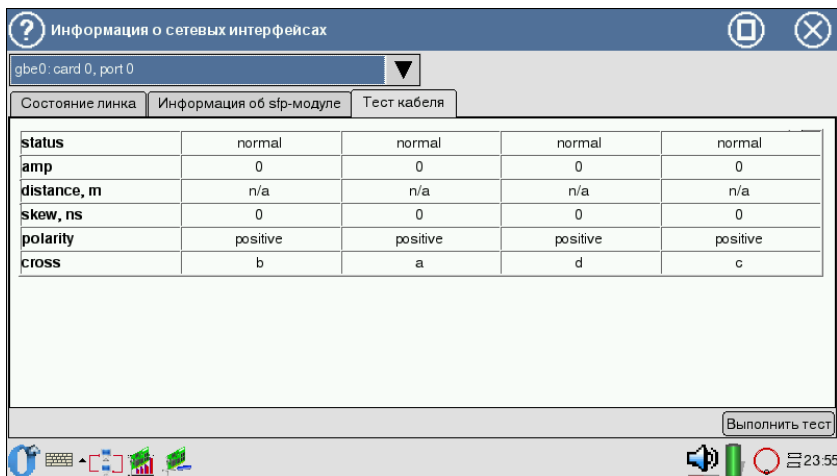 Информация о сетевых интерфейсах
gbe0: card 0, port 0
Состояние линка Информация об sfp-модуле Тест кабеля
status normal normal normal normal
amp 0 0 0 0
distance, m n/a n/a n/a n/a
skew, ns 0 0 0 0
polarity positive positive positive positive
cross b a d c
Выполнить тест
23:55